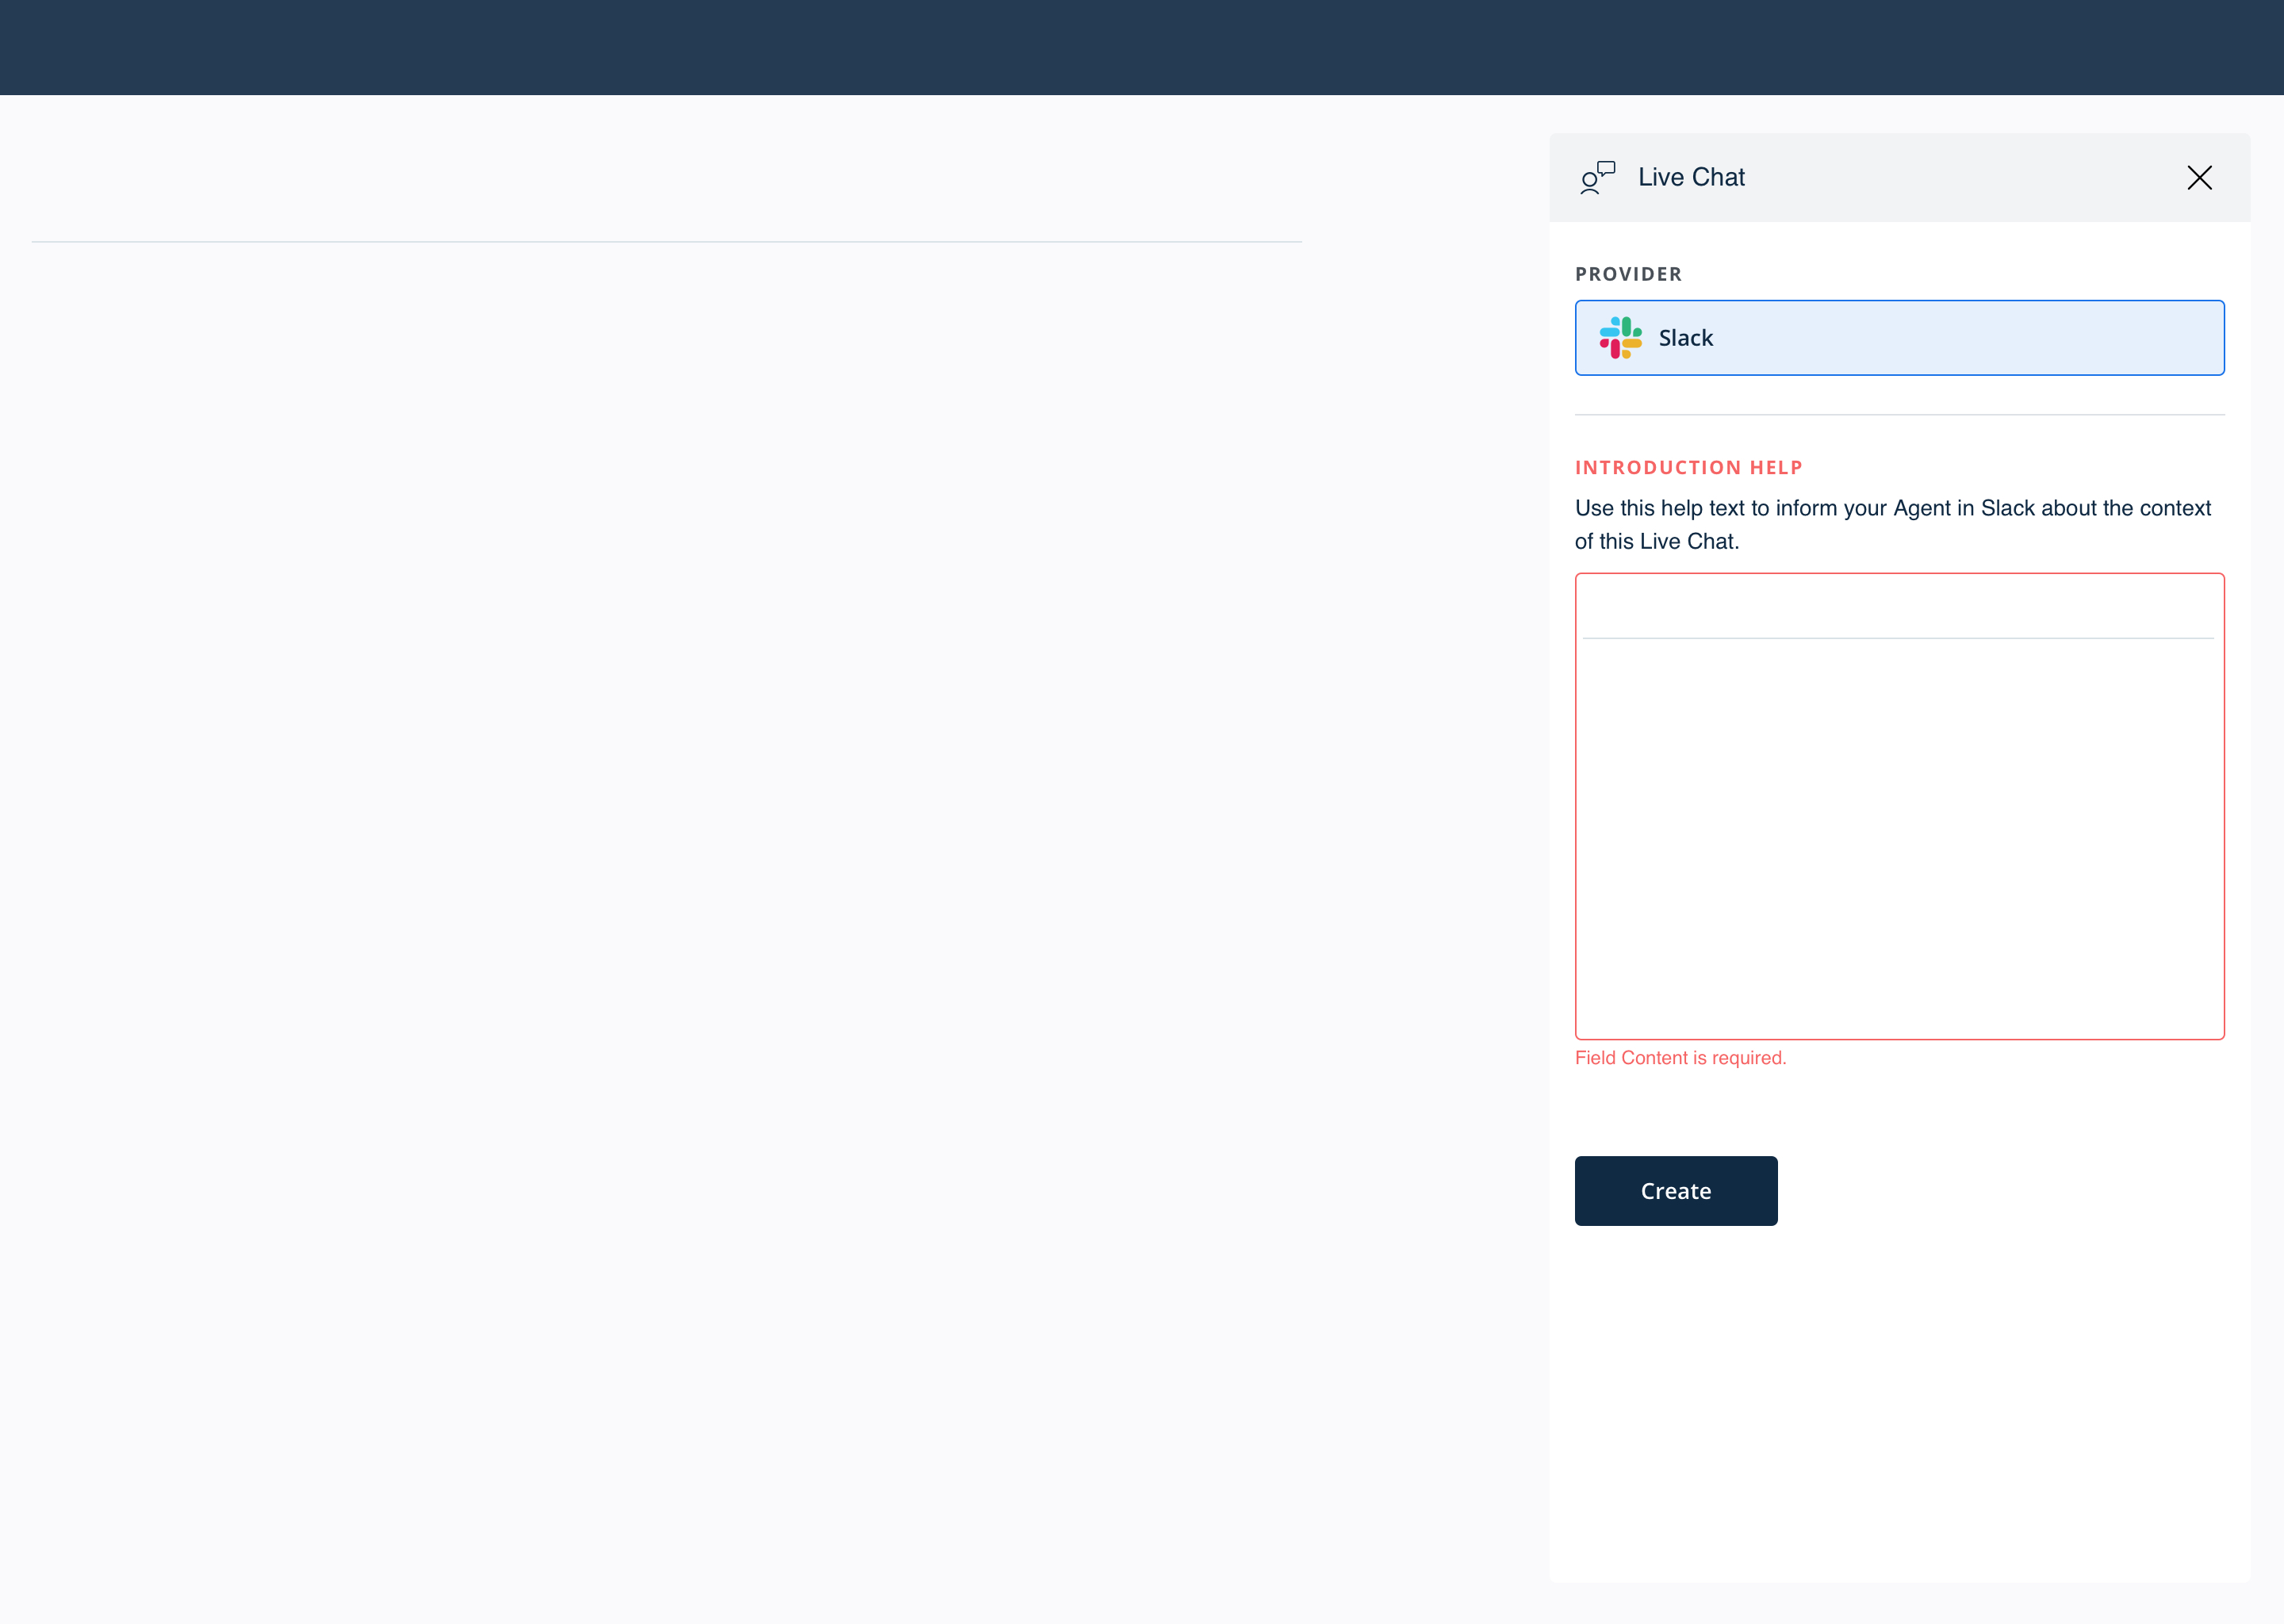 Live Chat
PROVIDER
Slack
INTRODUCTION HELP
Use this help text to inform your Agent in Slack about the context
of this Live Chat.
Field Content is required.
Create